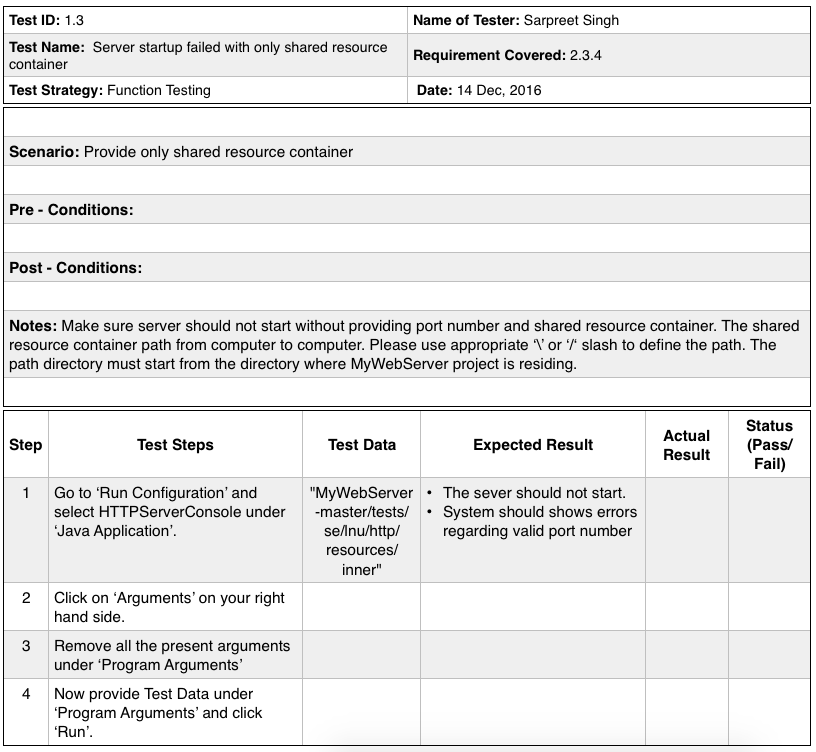 Test ID: 1.3
Name of Tester: Sarpreet Singh
Test Name:  Server startup failed with only shared resource
container
Requirement Covered: 2.3.4
Test Strategy: Function Testing
Date: 14 Dec, 2016
Scenario: Provide only shared resource container
Pre - Conditions:
Post - Conditions:
Notes: Make sure server should not start without providing port number and shared resource container. The shared
resource container path from computer to computer. Please use appropriate ‘\’ or ‘/‘ slash to define the path. The
path directory must start from the directory where MyWebServer project is residing.
Step
Test Steps
Test Data
Expected Result
Actual
Result
Status
(Pass/
Fail)
1
Go to ‘Run Configuration’ and
select HTTPServerConsole under
‘Java Application’.
"MyWebServer
-master/tests/
se/lnu/http/
resources/
inner"
• The sever should not start.
• System should shows errors
regarding valid port number
2
Click on ‘Arguments’ on your right
hand side.
3
Remove all the present arguments
under ‘Program Arguments’
4
Now provide Test Data under
‘Program Arguments’ and click
‘Run’.